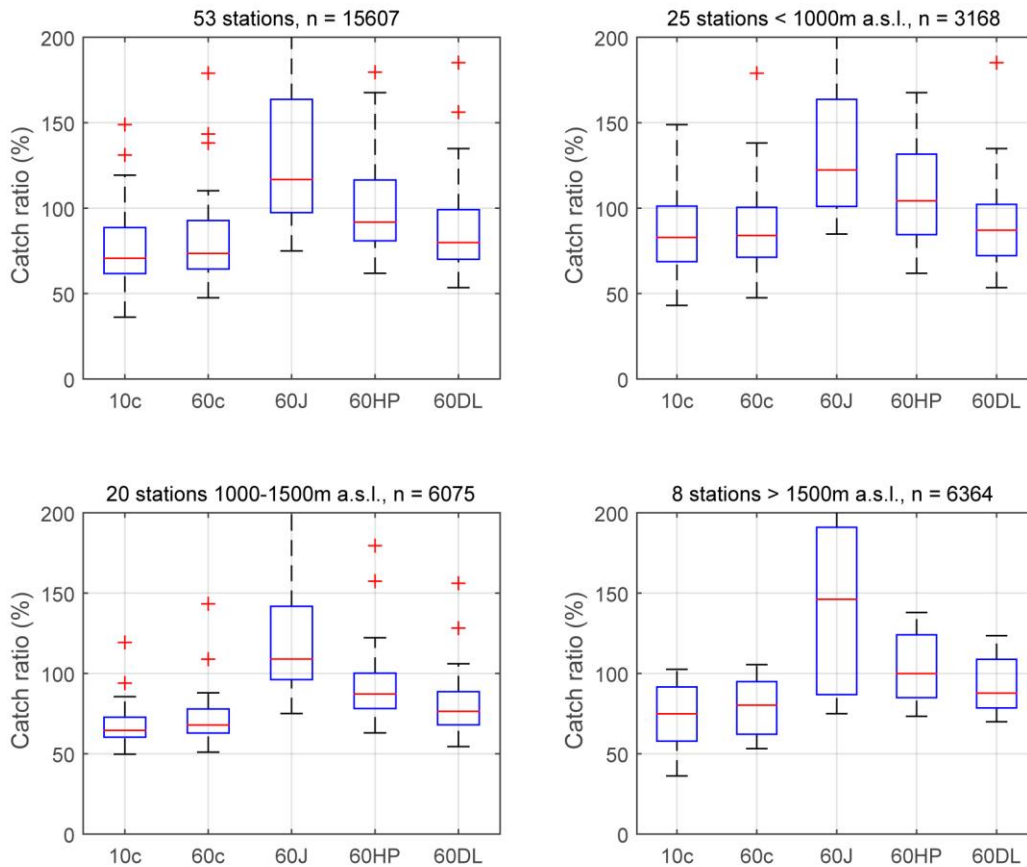 53 stations, n = 15607
Catch ratio (%)
200
150
100
50
0
10c 60c 60J 60HP 60DL
25 stations < 1000m a.s.l., n = 3168
Catch ratio (%)
200
150
100
50
0
10c 60c 60J 60HP 60DL
20 stations 1000-1500m a.s.l., n = 6075
Catch ratio (%)
200
150
100
50
0
10c 60c 60J 60HP 60DL
8 stations > 1500m a.s.l., n = 6364
Catch ratio (%)
200
150
100
50
0
10c 60c 60J 60HP 60DL